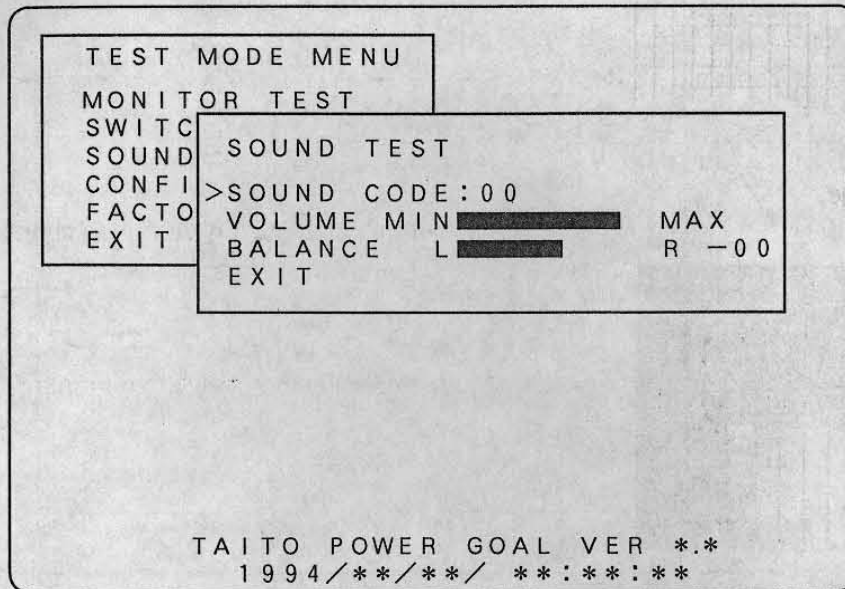 TEST MODE MENU
MONITOR TEST
SWITC
SOUND
CONFI
FACTO
EXIT
SOUND TEST
>SOUND CODE:00
VOLUME MIN MAX
BALANCE L R -00
EXIT
TAITO POWER GOAL VER *.*
1994/**/**/ **:**:**